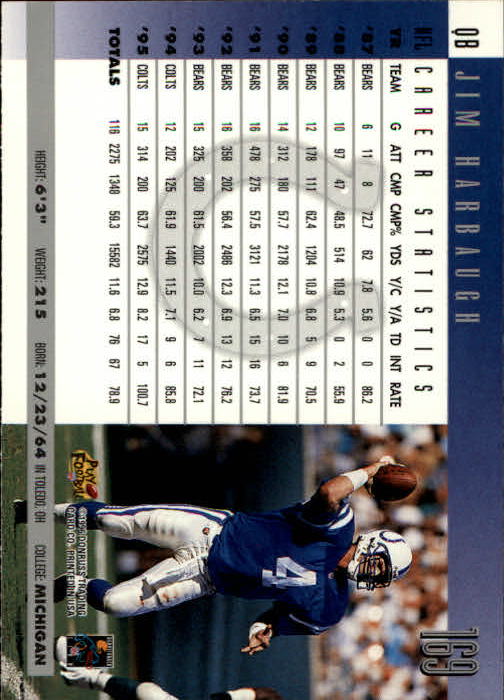 QB JIM HARBAUGH 169
NFL CAREER STATISTICS
YR TEAM G ATT CMP CMP% YDS Y/C Y/A TD INT RATE
'87 BEARS 6 11 8 72.7 62 7.8 5.6 0 0 86.2
'88 BEARS 10 97 47 48.5 514 10.9 5.3 0 2 55.9
'89 BEARS 12 178 111 62.4 1204 10.8 6.8 5 9 70.5
'90 BEARS 14 312 180 57.7 2178 12.1 7.0 10 6 81.9
'91 BEARS 16 478 275 57.5 3121 11.3 6.5 15 16 73.7
'92 BEARS 16 358 202 56.4 2486 12.3 6.9 13 12 76.2
'93 BEARS 15 325 200 61.5 2002 10.0 6.2 7 11 72.1
'94 COLTS 12 202 125 61.9 1440 11.5 7.1 9 6 85.8
'95 COLTS 15 314 200 63.7 2575 12.9 8.2 17 5 100.7
TOTALS 116 2275 1348 59.3 15582 11.6 6.8 76 67 78.9
4
PLAY FOOTBALL
©1996 DONRUSS TRADING
CARD CO. PRINTED IN USA
HEIGHT: 6'3" WEIGHT: 215 BORN: 12/23/64 IN TOLEDO, OH COLLEGE: MICHIGAN